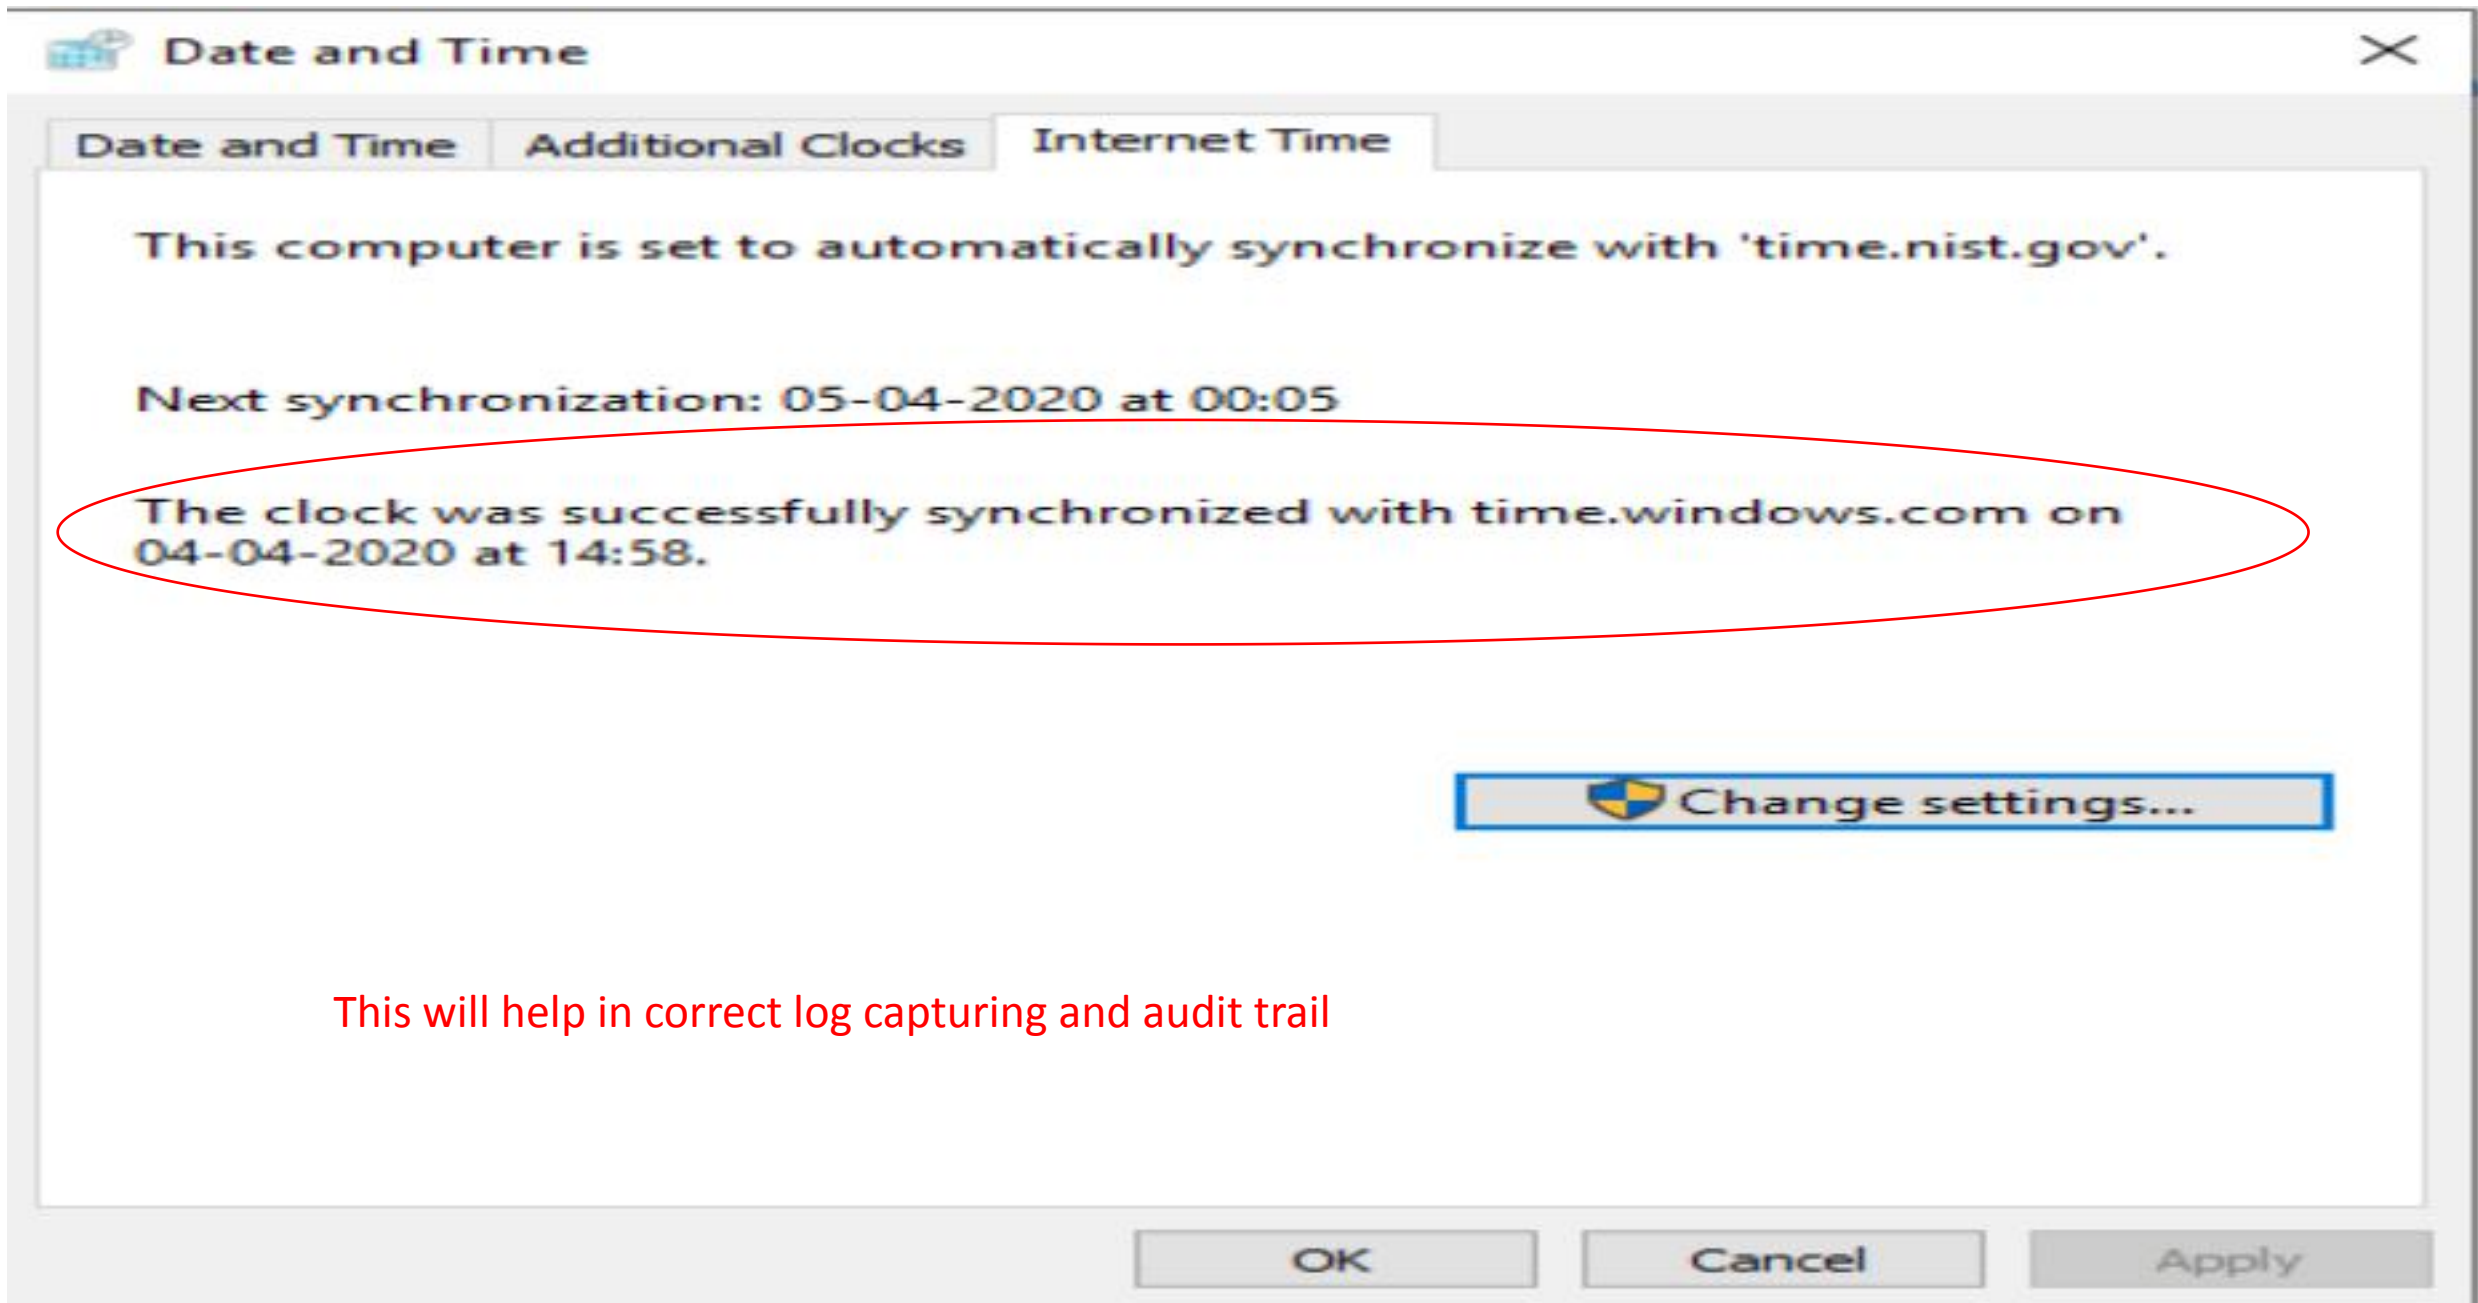 Date and Time
Date and Time
Additional Clocks
Internet Time
This computer is set to automatically synchronize with 'time.nist.gov'.
Next synchronization: 05-04-2020 at 00:05
The clock was successfully synchronized with time.windows.com on
04-04-2020 at 14:58.
Change settings...
This will help in correct log capturing and audit trail
OK
Cancel
Apply